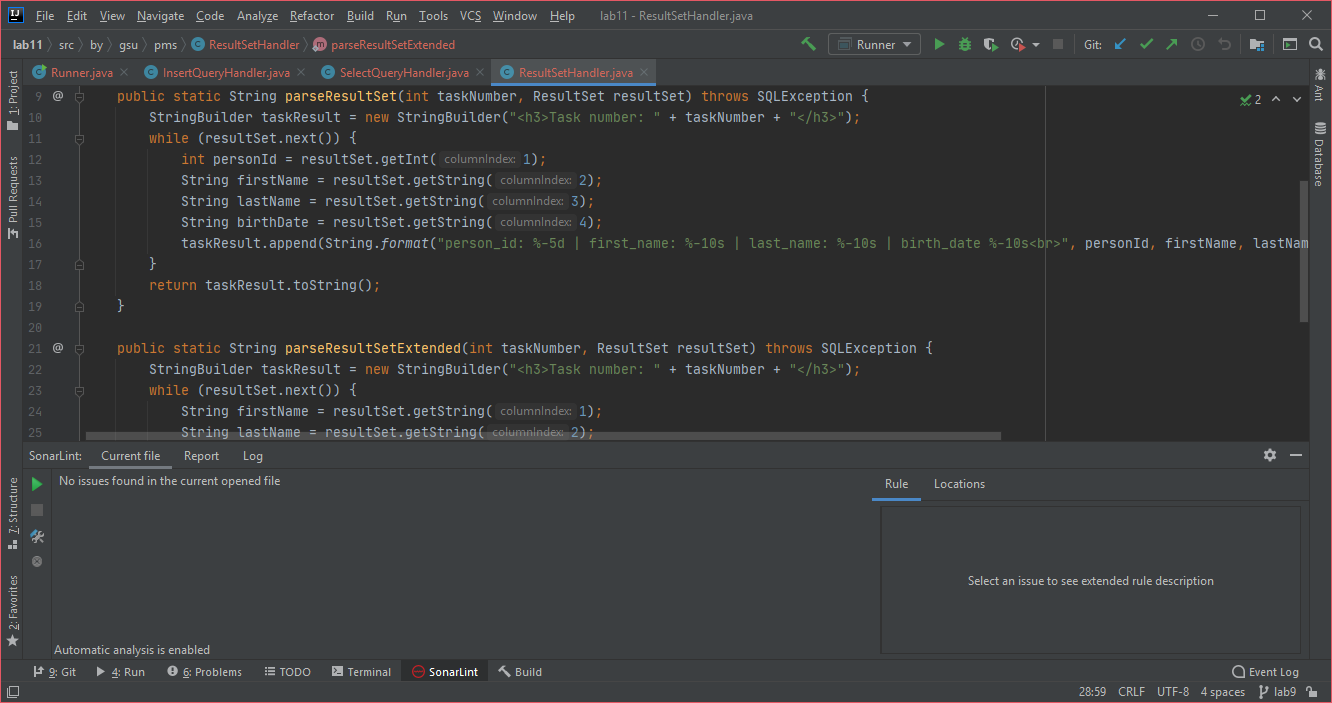 File Edit View Navigate Code Analyze Refactor Build Run Tools VCS Window Help lab11 - ResultSetHandler.java
lab11 src by gsu pms ResultSetHandler parseResultSetExtended Runner Git:
Runner.java InsertQueryHandler.java SelectQueryHandler.java ResultSetHandler.java
1: Project
Pull Requests
7: Structure
2: Favorites
Ant
Database
2
9 @ public static String parseResultSet(int taskNumber, ResultSet resultSet) throws SQLException {
10 StringBuilder taskResult = new StringBuilder("<h3>Task number: " + taskNumber + "</h3>");
11 while (resultSet.next()) {
12 int personId = resultSet.getInt( columnIndex: 1);
13 String firstName = resultSet.getString( columnIndex: 2);
14 String lastName = resultSet.getString( columnIndex: 3);
15 String birthDate = resultSet.getString( columnIndex: 4);
16 taskResult.append(String.format("person_id: %-5d | first_name: %-10s | last_name: %-10s | birth_date %-10s<br>", personId, firstName, lastNam
17 }
18 return taskResult.toString();
19 }
20
21 @ public static String parseResultSetExtended(int taskNumber, ResultSet resultSet) throws SQLException {
22 StringBuilder taskResult = new StringBuilder("<h3>Task number: " + taskNumber + "</h3>");
23 while (resultSet.next()) {
24 String firstName = resultSet.getString( columnIndex: 1);
25 String lastName = resultSet.getString( columnIndex: 2);
SonarLint: Current file Report Log
No issues found in the current opened file
Rule Locations
Select an issue to see extended rule description
Automatic analysis is enabled
9: Git 4: Run 6: Problems TODO Terminal SonarLint Build Event Log
28:59 CRLF UTF-8 4 spaces lab9